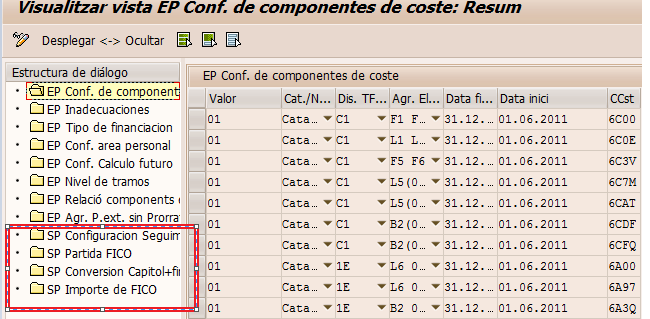 Visualitzar vista EP Conf. de componentes de coste: Resum
Desplegar <-> Ocultar
Estructura de diálogo
EP Conf. de component
EP Inadecuaciones
EP Tipo de financiacion
EP Conf. area personal
EP Conf. Calculo futuro
EP Nivel de tramos
EP Relació components
EP Agr. P.ext. sin Prorra
SP Configuracion Seguim
SP Partida FICO
SP Conversion Capitol+fi
SP Importe de FICO
EP Conf. de componentes de coste
Valor Cat./N... Dis. TF... Agr. El... Data fi... Data inici CCst
01 Cata... C1 F1 F... 31.12... 01.06.2011 6C00
01 Cata... C1 L1 L... 31.12... 01.06.2011 6C0E
01 Cata... C1 F5 F6 31.12... 01.06.2011 6C3V
01 Cata... C1 L5(0... 31.12... 01.06.2011 6C7M
01 Cata... C1 L5(0... 31.12... 01.06.2011 6CAT
01 Cata... C1 B2(0... 31.12... 01.06.2011 6CDF
01 Cata... C1 B2(0... 31.12... 01.06.2011 6CFQ
01 Cata... 1E L6 0... 31.12... 01.06.2011 6A00
01 Cata... 1E L6 0... 31.12... 01.06.2011 6A97
01 Cata... 1E B2 0... 31.12... 01.06.2011 6A3Q